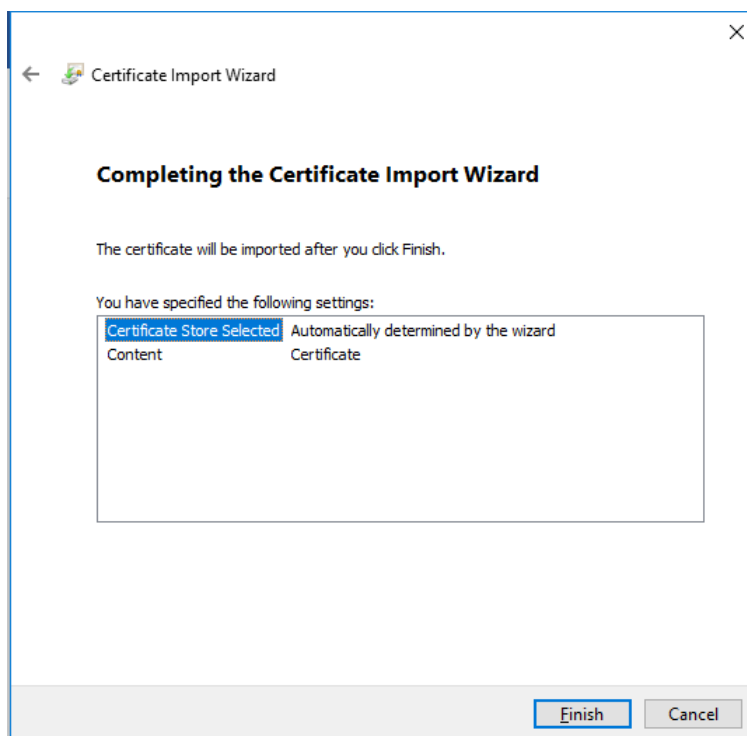 Certificate Import Wizard
Completing the Certificate Import Wizard
The certificate will be imported after you click Finish.
You have specified the following settings:
Certificate Store Selected Automatically determined by the wizard
Content Certificate
Finish Cancel